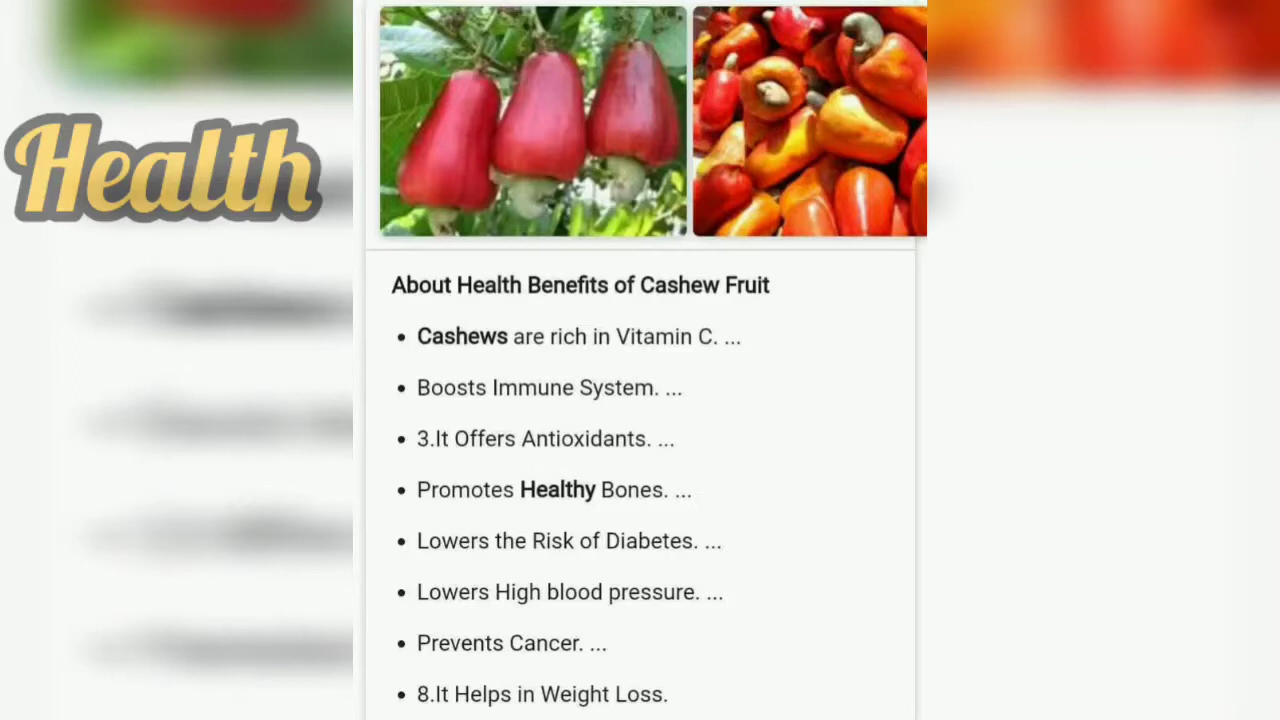 Health
About Health Benefits of Cashew Fruit
Cashews are rich in Vitamin C. ...
Boosts Immune System. ...
3.It Offers Antioxidants. ...
Promotes Healthy Bones. ...
Lowers the Risk of Diabetes. ...
Lowers High blood pressure. ...
Prevents Cancer. ...
8.It Helps in Weight Loss.